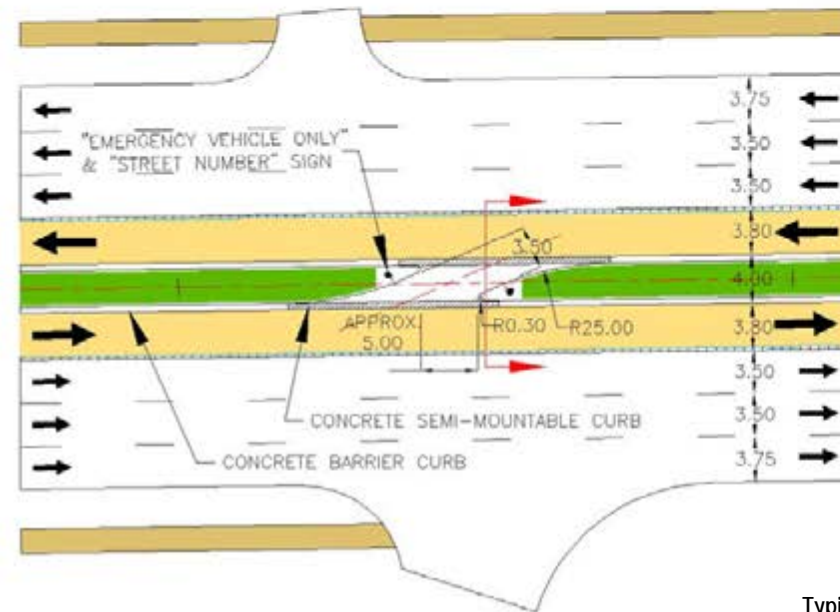 3.75
"EMERGENCY VEHICLE ONLY"
& "STREET NUMBER" SIGN
3.50
3.50
3.80
3.50
4.00
APPROX.
5.00
R0.30
R25.00
3.80
3.50
CONCRETE SEMI-MOUNTABLE CURB
3.50
CONCRETE BARRIER CURB
3.75
Typi